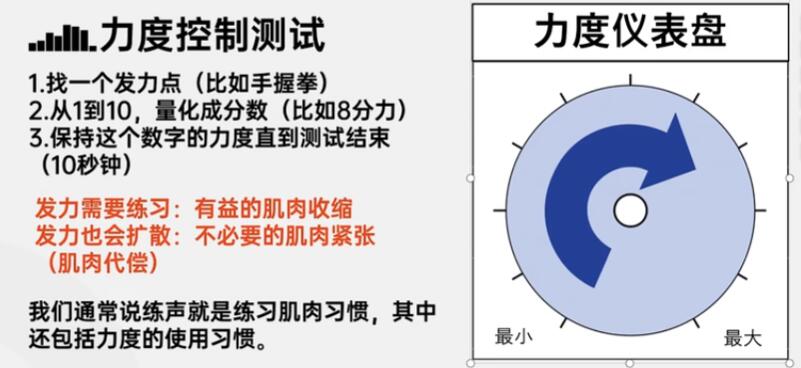 力度控制测试
1.找一个发力点（比如手握拳）
2.从1到10，量化成分数（比如8分力）
3.保持这个数字的力度直到测试结束
（10秒钟）
发力需要练习：有益的肌肉收缩
发力也会扩散：不必要的肌肉紧张
（肌肉代偿）
我们通常说练声就是练习肌肉习惯，其中
还包括力度的使用习惯。
力度仪表盘
最小
最大